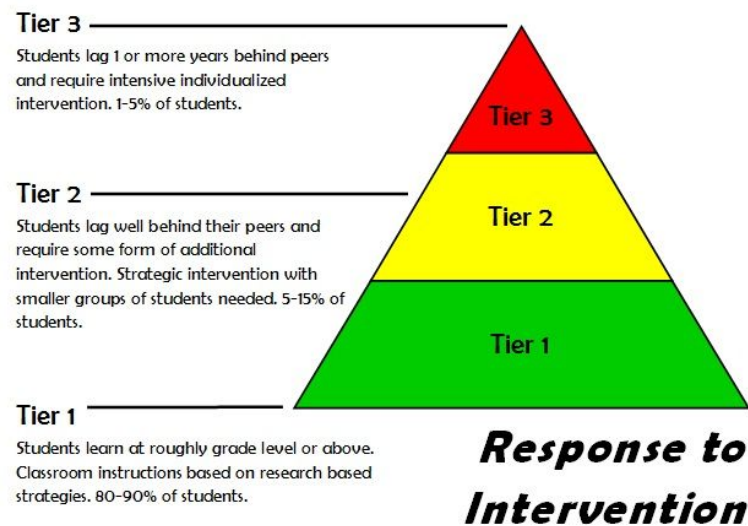 Tier 3
Students lag 1 or more years behind peers
and require intensive individualized
intervention. 1-5% of students.
Tier 3
Tier 2
Students lag well behind their peers and
require some form of additional
intervention. Strategic intervention with
smaller groups of students needed. 5-15% of
students.
Tier 2
Tier 1
Tier 1
Students learn at roughly grade level or above.
Classroom instructions based on research based
strategies. 80-90% of students.
Response to
Intervention